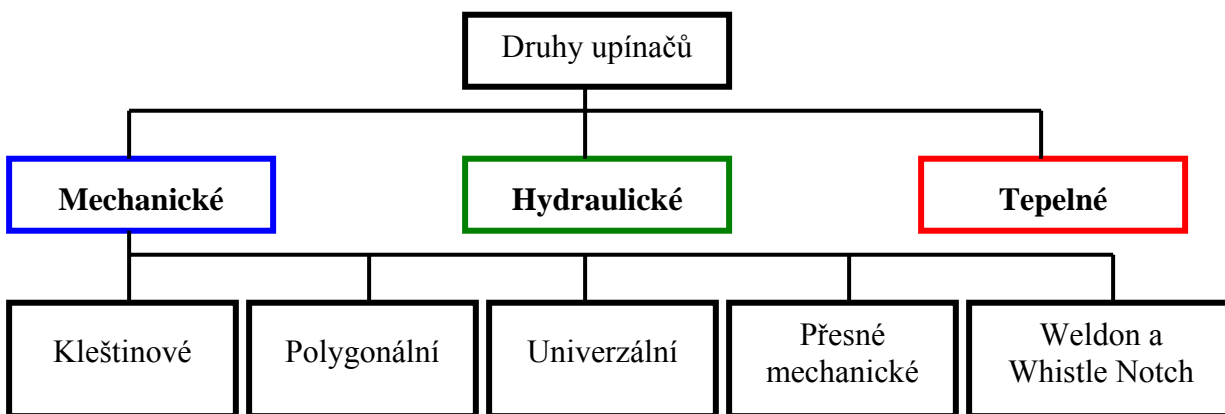 Druhy upínačů
Mechanické
Hydraulické
Tepelné
Kleštinové
Polygonální
Univerzální
Přesné
mechanické
Weldon a
Whistle Notch